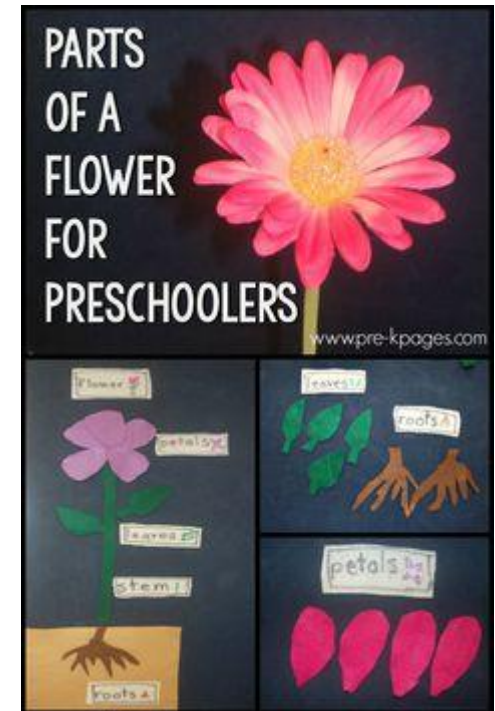 PARTS
OF A
FLOWER
FOR
PRESCHOOLERS
www.pre-kpages.com
flower
petals
leaves
stem
roots
leaves
roots
petals